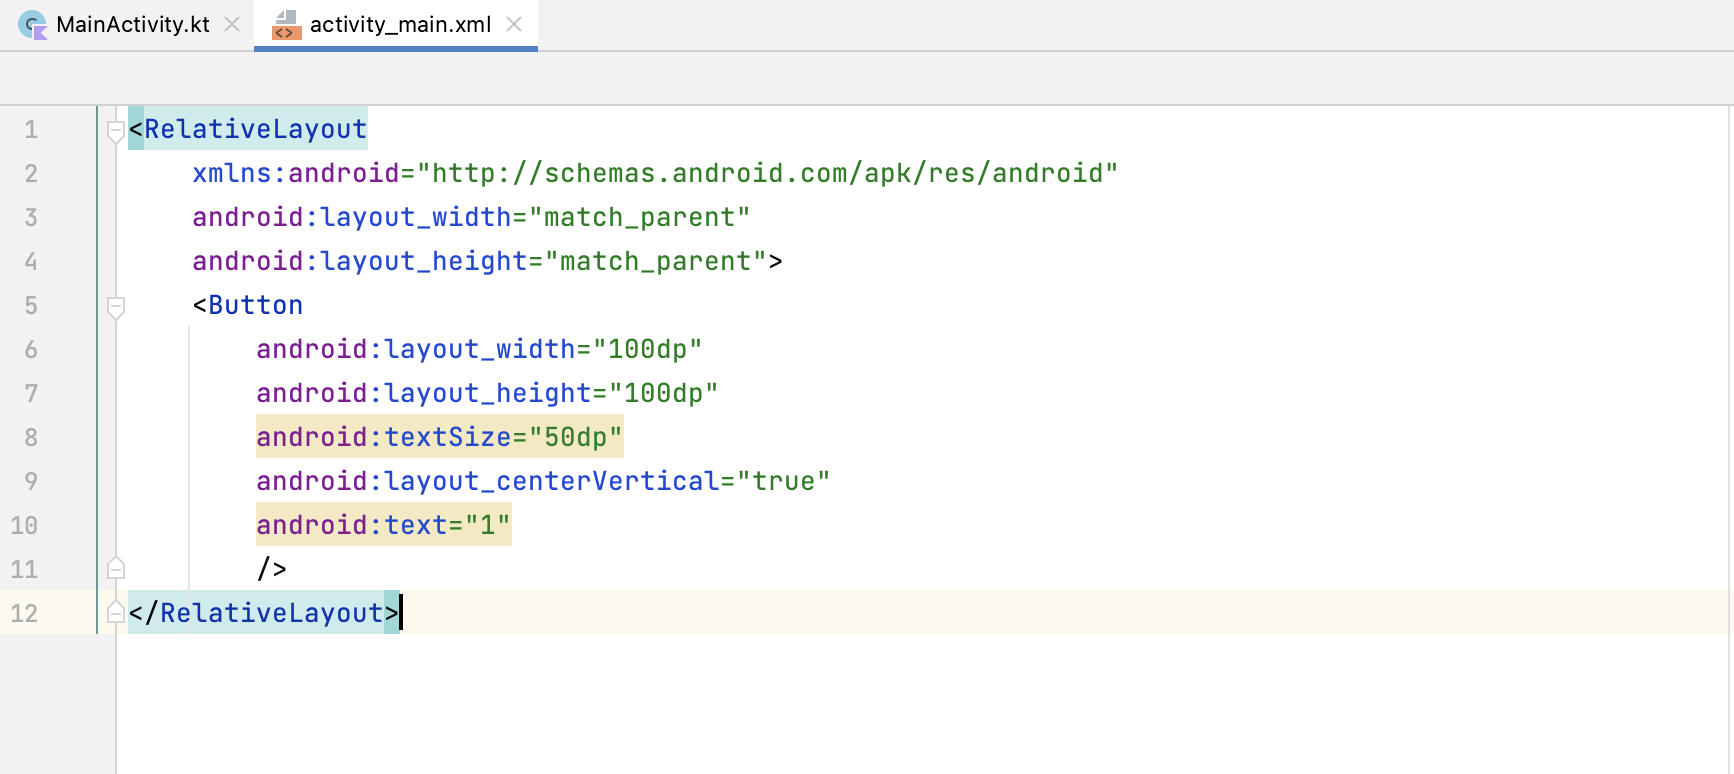 MainActivity.kt activity_main.xml
1 <RelativeLayout
2 xmlns:android="http://schemas.android.com/apk/res/android"
3 android:layout_width="match_parent"
4 android:layout_height="match_parent">
5 <Button
6 android:layout_width="100dp"
7 android:layout_height="100dp"
8 android:textSize="50dp"
9 android:layout_centerVertical="true"
10 android:text="1"
11 />
12 </RelativeLayout>